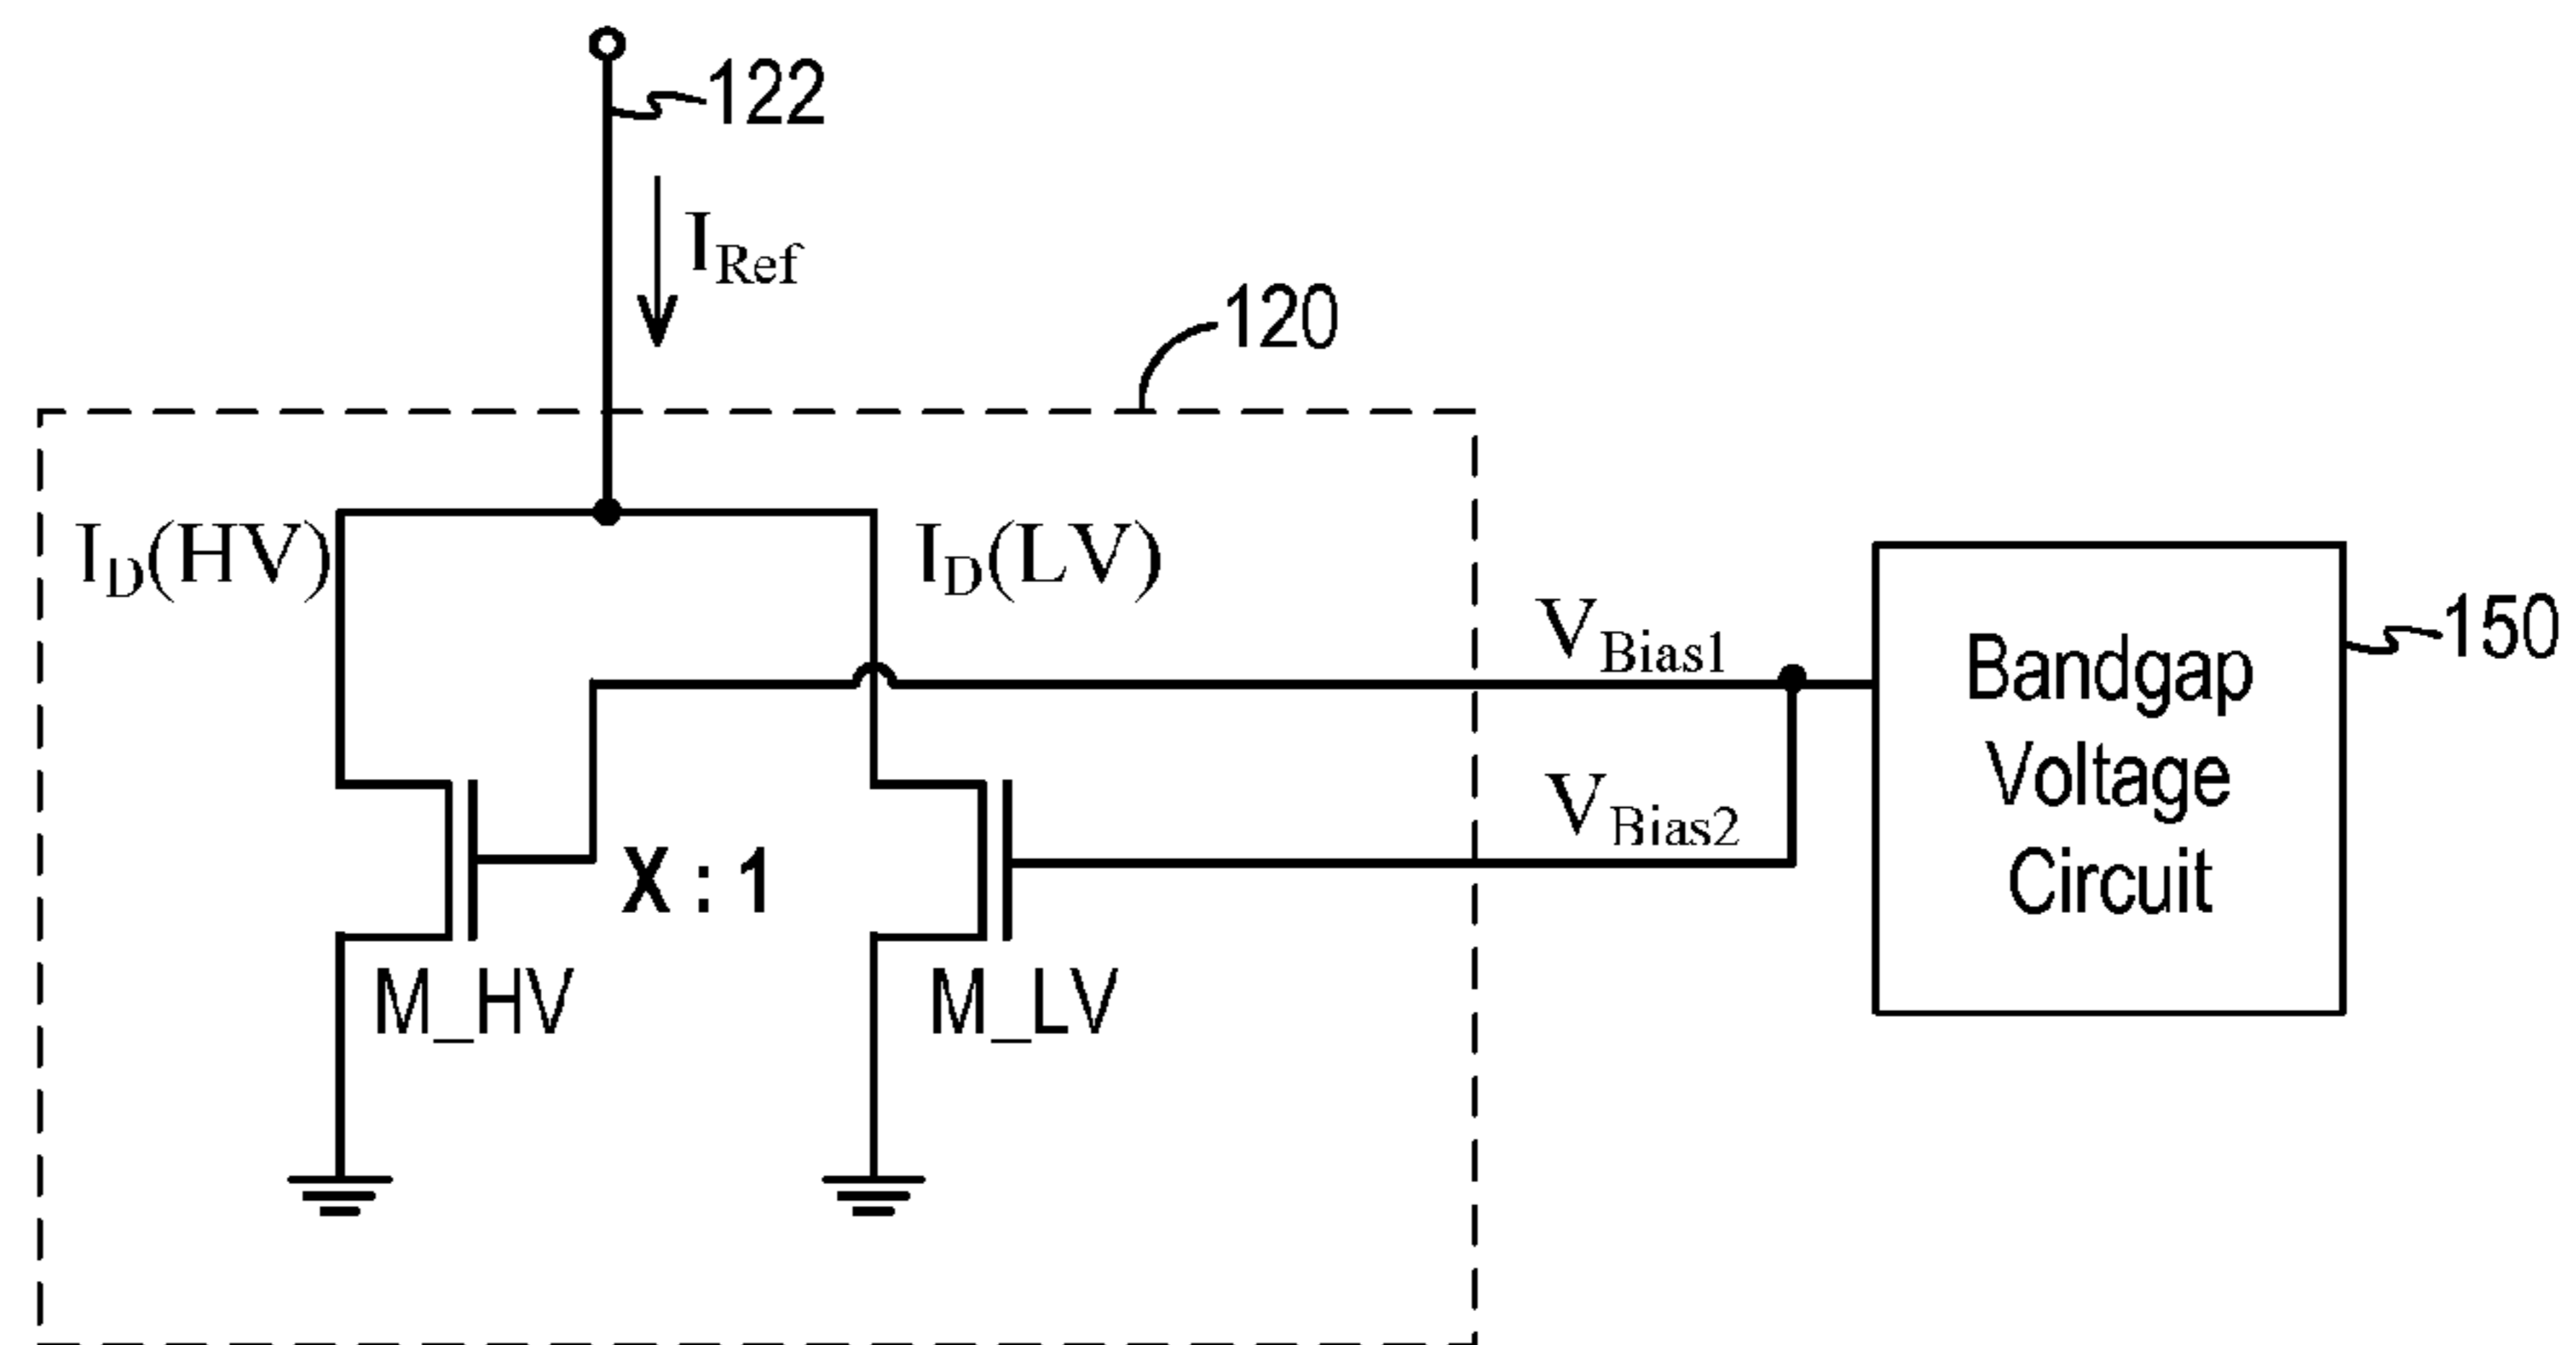 122
I_Ref
120
I_D(HV)
I_D(LV)
V_Bias1
150
Bandgap
Voltage
Circuit
V_Bias2
X : 1
M_HV
M_LV